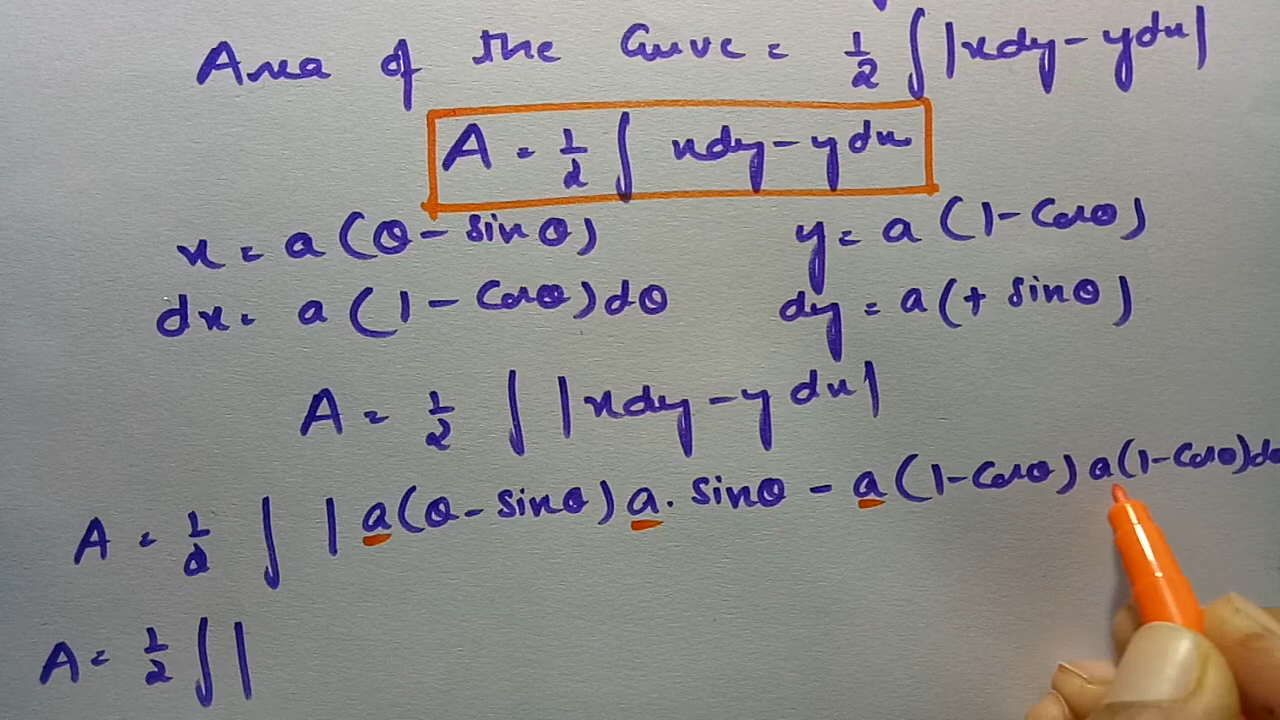 Area of the Curve = 1/2 ∫ |xdy - ydx|
A = 1/2 ∫ xdy - ydx
x = a(θ - sinθ) y = a(1 - Cosθ)
dx = a(1 - Cosθ)dθ dy = a(+ sinθ)
A = 1/2 ∫ |xdy - ydx|
A = 1/2 ∫ |a(θ - sinθ) a. sinθ - a(1 - Cosθ) a(1 - Cosθ)dθ
A = 1/2 ∫ |